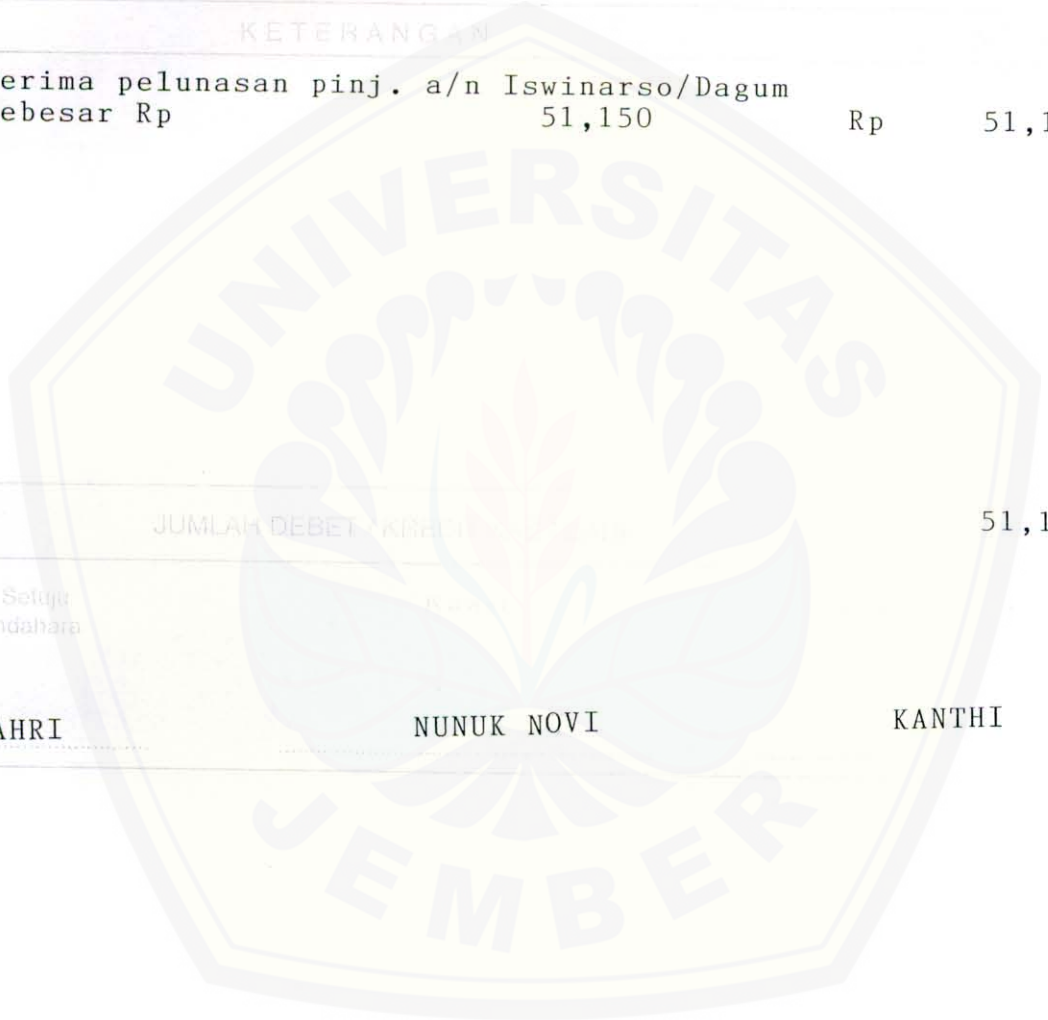 KETERANGAN
erima pelunasan pinj. a/n Iswinarso/Dagum
ebesar Rp 51,150 Rp 51,1
UNIVERSITAS
JUMLAH DEBET 51,1
Setuju
ndahara
AHRI NUNUK NOVI KANTHI
JEMBER